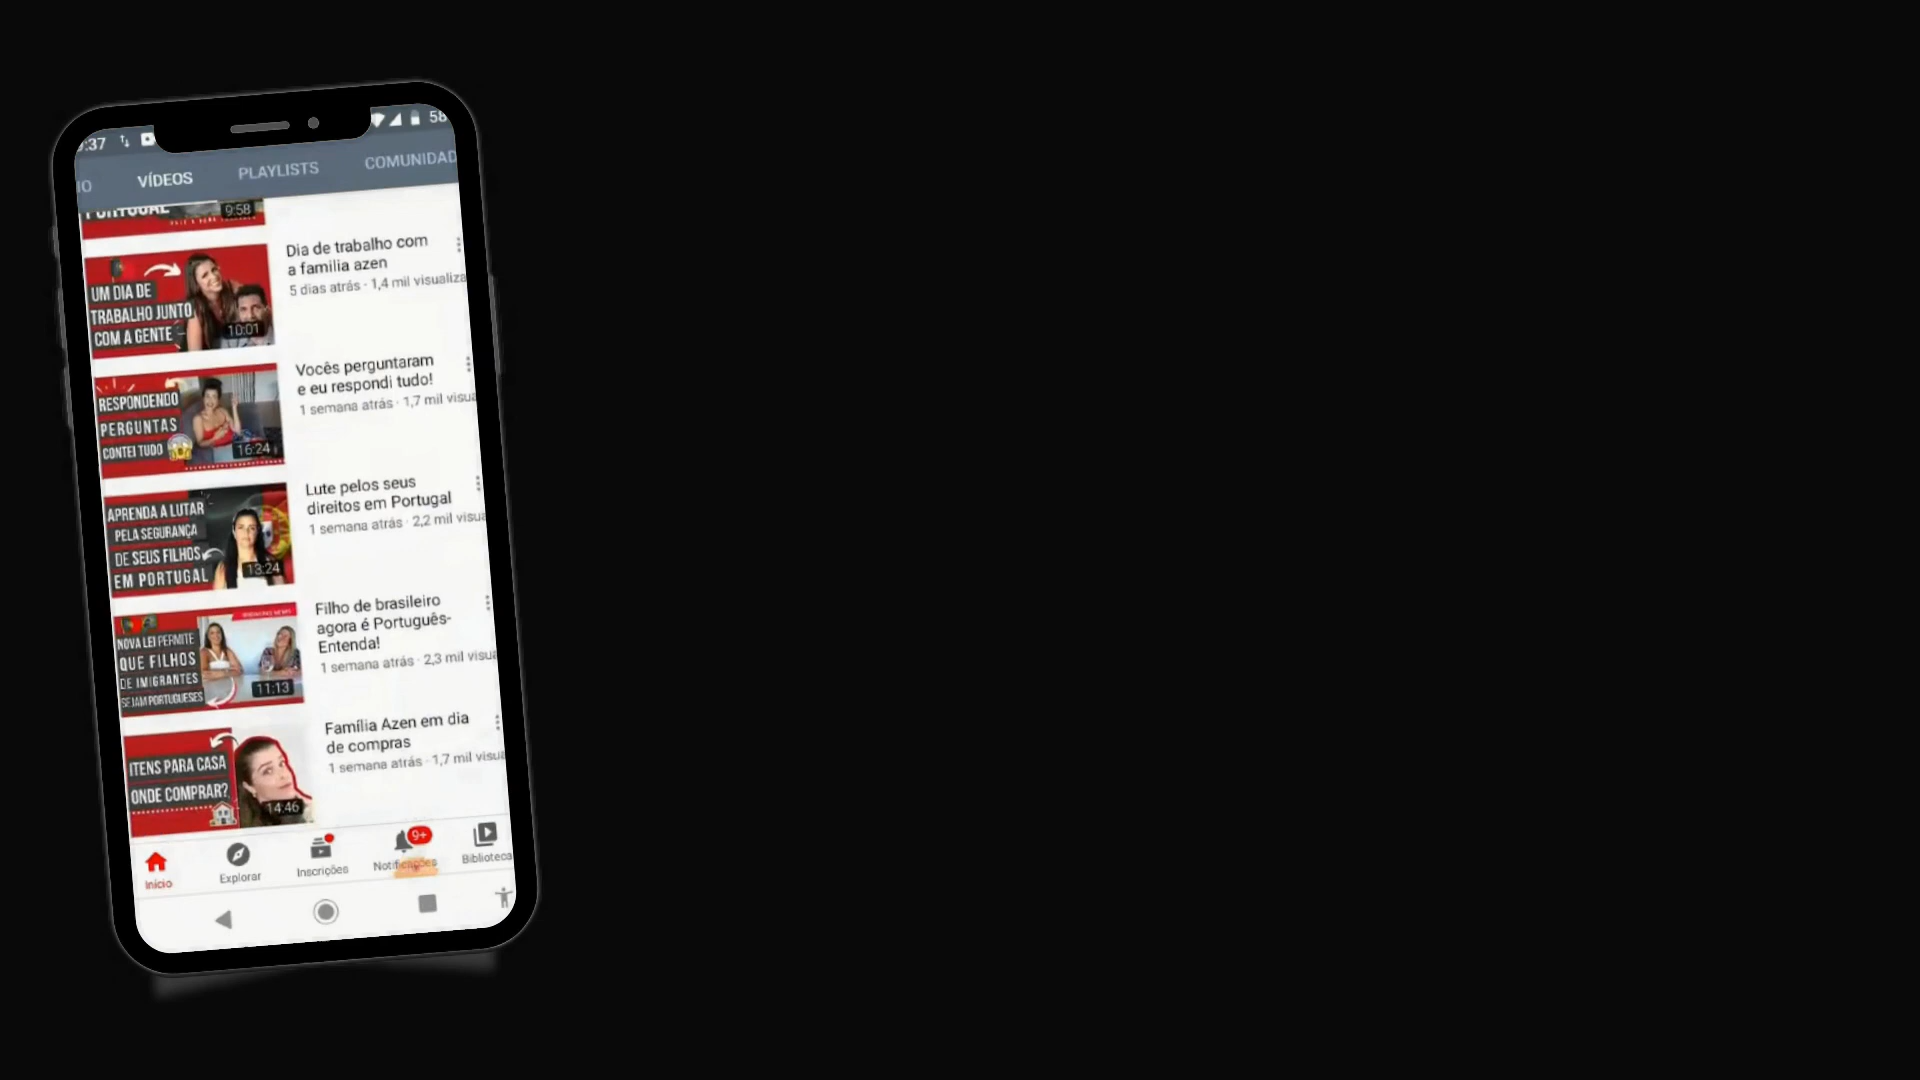 :37
58
IO
VÍDEOS
PLAYLISTS
COMUNIDAD
PORTUGAL
9:58
UM DIA DE
TRABALHO JUNTO
COM A GENTE
10:01
Dia de trabalho com
a familia azen
5 dias atrás · 1,4 mil visualiza
RESPONDENDO
PERGUNTAS
CONTEI TUDO
16:24
Vocês perguntaram
e eu respondi tudo!
1 semana atrás · 1,7 mil visua
APRENDA A LUTAR
PELA SEGURANÇA
DE SEUS FILHOS
EM PORTUGAL
13:24
Lute pelos seus
direitos em Portugal
1 semana atrás · 2,2 mil visua
NOVA LEI PERMITE
QUE FILHOS
DE IMIGRANTES
SEJAM PORTUGUESES
11:13
Filho de brasileiro
agora é Português-
Entenda!
1 semana atrás · 2,3 mil visua
ITENS PARA CASA
ONDE COMPRAR?
14:46
Família Azen em dia
de compras
1 semana atrás · 1,7 mil visua
9+
Início
Explorar
Inscrições
Notificações
Biblioteca